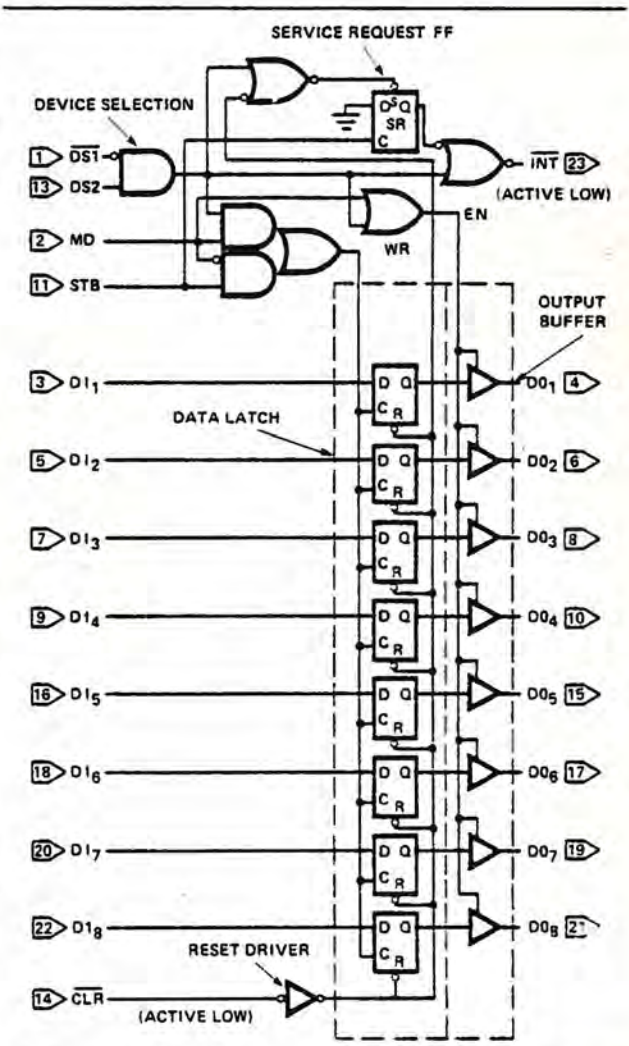 SERVICE REQUEST FF
DEVICE SELECTION
D S Q
SR
C
1 DS1
13 DS2
INT 23
(ACTIVE LOW)
EN
2 MD
WR
11 STB
OUTPUT
BUFFER
3 DI1 D Q DO1 4
C R
DATA LATCH
5 DI2 D Q DO2 6
C R
7 DI3 D Q DO3 8
C R
9 DI4 D Q DO4 10
C R
16 DI5 D Q DO5 15
C R
18 DI6 D Q DO6 17
C R
20 DI7 D Q DO7 19
C R
22 DI8 D Q DO8 21
C R
RESET DRIVER
14 CLR
(ACTIVE LOW)